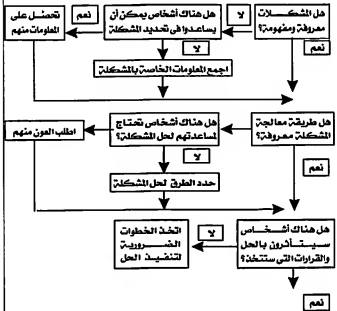 هل المشكلات
معروفة ومفهومة؟
لا
هل هناك أشخاص يمكن أن
يساعدوا في تحديد المشكلة
نعم
تحصل على
المعلومات منهم
نعم
لا
اجمع المعلومات الخاصة بالمشكلة
هل طريقة معالجة
المشكلة معروفة؟
هل هناك أشخاص تحتاج
لمساعدتهم لحل المشكلة؟
اطلب العون منهم
لا
نعم
حدد الطرق لحل المشكلة
هل هناك أشخاص
سيتأثرون بالحل
والقرارات التي ستتخذ؟
لا
اتخذ الخطوات
الضرورية
لتنفيذ الحل
نعم